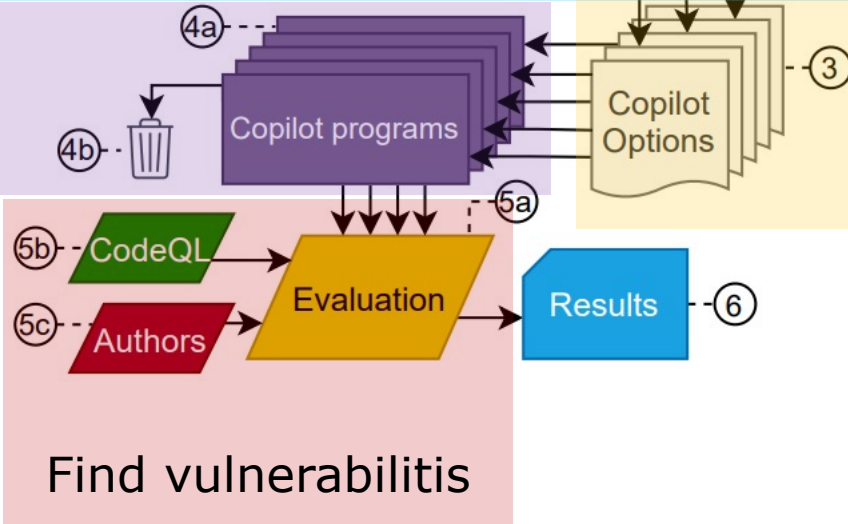 4a
3
Copilot
Options
Copilot programs
4b
5a
5b
CodeQL
Evaluation
Results
6
5c
Authors
Find vulnerabilitis